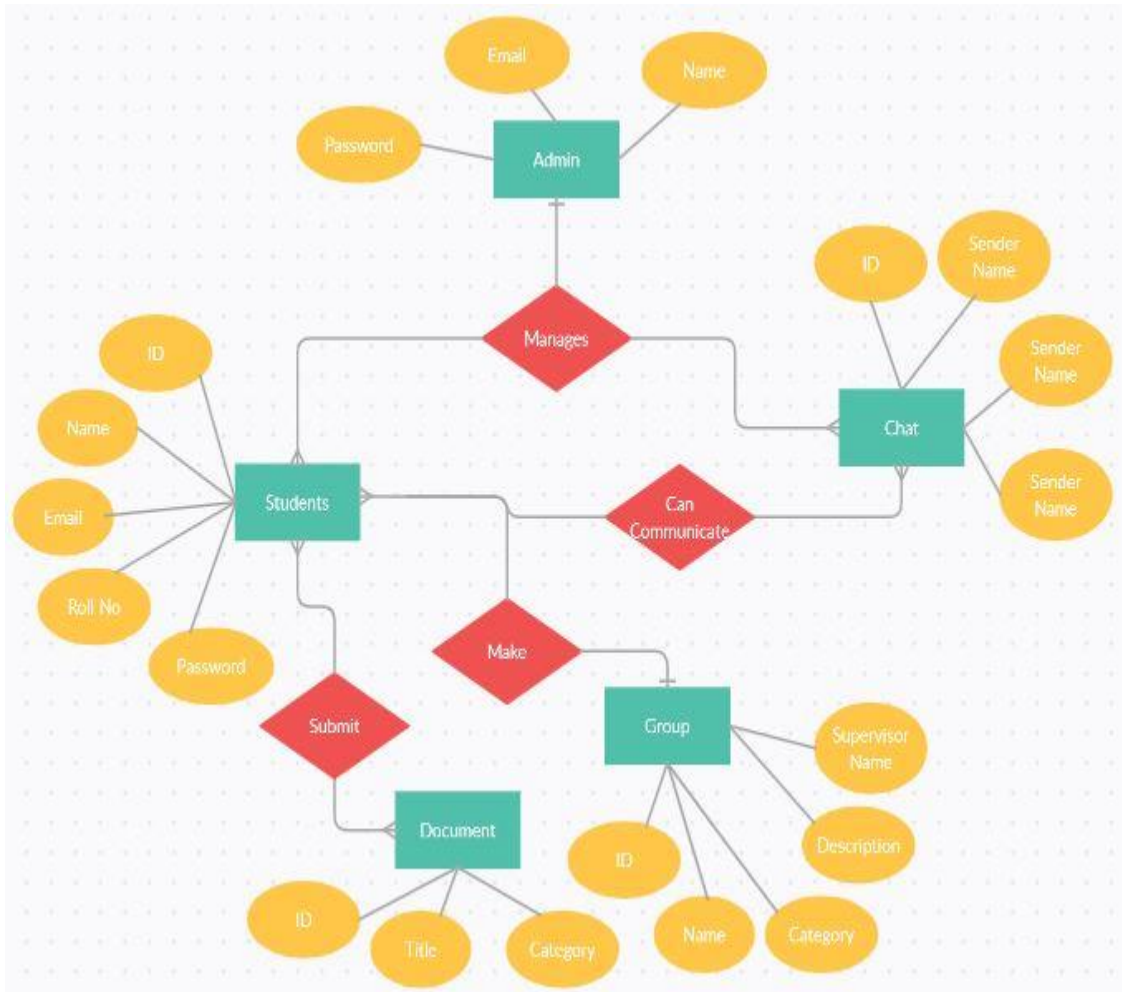 Email
Name
Password
Admin
ID
Sender
Name
Manages
Sender
Name
ID
Name
Chat
Sender
Name
Students
Email
Can
Communicate
Roll No
Make
Password
Submit
Group
Supervisor
Name
Document
Description
ID
ID
Title
Category
Name
Category